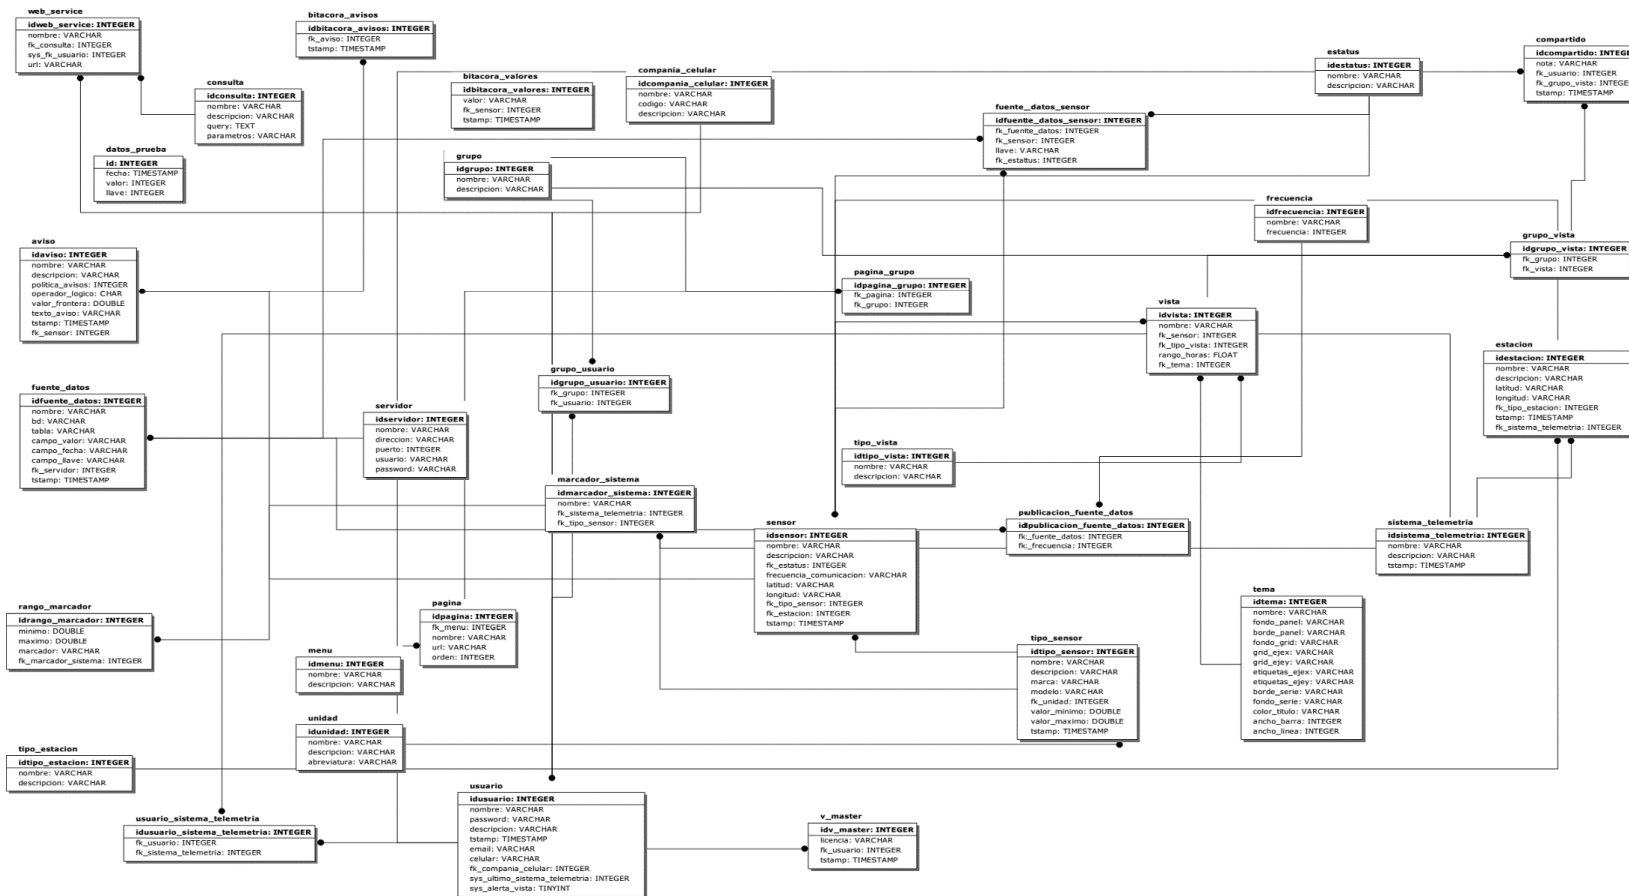 web_service
idweb_service: INTEGER
nombre: VARCHAR
fk_consulta: INTEGER
sys_fk_usuario: INTEGER
url: VARCHAR
bitacora_avisos
idbitacora_avisos: INTEGER
fk_aviso: INTEGER
tstamp: TIMESTAMP
consulta
idconsulta: INTEGER
nombre: VARCHAR
descripcion: VARCHAR
query: TEXT
parametros: VARCHAR
bitacora_valores
idbitacora_valores: INTEGER
valor: VARCHAR
fk_sensor: INTEGER
tstamp: TIMESTAMP
compania_celular
idcompania_celular: INTEGER
nombre: VARCHAR
codigo: VARCHAR
descripcion: VARCHAR
estatus
idestatus: INTEGER
nombre: VARCHAR
descripcion: VARCHAR
compartido
idcompartido: INTEGE
nota: VARCHAR
fk_usuario: INTEGER
fk_grupo_vista: INTEGE
tstamp: TIMESTAMP
fuente_datos_sensor
idfuentte_datos_sensor: INTEGER
fk_fuenlte_datos: INTEGER
fk_sensor: INTEGER
llave: VARCHAR
fk_estattus: INTEGER
datos_prueba
id: INTEGER
fecha: TIMESTAMP
valor: INTEGER
llave: INTEGER
grupo
idgrupo: INTEGER
nombre: VARCHAR
descripcion: VARCHAR
frecuencia
idfrecuencia: INTEGER
nombre: VARCHAR
frecuencia: INTEGER
grupo_vista
idgrupo_vista: INTEGER
fk_grupo: INTEGER
fk_vista: INTEGER
aviso
idaviso: INTEGER
nombre: VARCHAR
descripcion: VARCHAR
politica_avisos: INTEGER
operador_logico: CHAR
valor_frontera: DOUBLE
texto_aviso: VARCHAR
tstamp: TIMESTAMP
fk_sensor: INTEGER
pagina_grupo
idpagina_grupo: INTEGER
fk_pagina: INTEGER
fk_grupo: INTEGER
vista
idvista: INTEGER
nombre: VARCHAR
fk_sensor: INTEGER
fk_tipo_vista: INTEGER
rango_horas: FLOAT
fk_tema: INTEGER
estacion
idestacion: INTEGER
nombre: VARCHAR
descripcion: VARCHAR
latitud: VARCHAR
longitud: VARCHAR
fk_tipo_estacion: INTEGER
tstamp: TIMESTAMP
fk_sistema_telemetria: INTEGER
grupo_usuario
idgrupo_usuario: INTEGER
fk_grupo: INTEGER
fk_usuario: INTEGER
fuente_datos
idfuente_datos: INTEGER
nombre: VARCHAR
bd: VARCHAR
tabla: VARCHAR
campo_valor: VARCHAR
campo_fecha: VARCHAR
campo_llave: VARCHAR
fk_servidor: INTEGER
tstamp: TIMESTAMP
servidor
idservidor: INTEGER
nombre: VARCHAR
direccion: VARCHAR
puerto: INTEGER
usuario: VARCHAR
password: VARCHAR
tipo_vista
idtipo_vista: INTEGER
nombre: VARCHAR
descripcion: VARCHAR
marcador_sistema
idmarcador_sistema: INTEGER
nombre: VARCHAR
fk_sistema_telemetria: INTEGER
fk_tipo_sensor: INTEGER
sensor
idsensor: INTEGER
nombre: VARCHAR
descripcion: VARCHAR
fk_estatus: INTEGER
frecuencia_comunicacion: VARCHAR
latitud: VARCHAR
longitud: VARCHAR
fk_tipo_sensor: INTEGER
fk_estacion: INTEGER
tstamp: TIMESTAMP
publicacion_fuente_datos
idlpublicacion_fuente_datos: INTEGER
fk:_fuente_datos: INTEGER
fk:_frecuencia: INTEGER
sistema_telemetria
idsistema_telemetria: INTEGER
nombre: VARCHAR
descripcion: VARCHAR
tstamp: TIMESTAMP
tema
idtema: INTEGER
nombre: VARCHAR
fondo_panel: VARCHAR
borde_panel: VARCHAR
fondo_grid: VARCHAR
grid_ejex: VARCHAR
grid_ejey: VARCHAR
etiquetas_ejex: VARCHAR
etiquetas_ejey: VARCHAR
borde_serie: VARCHAR
fondo_serie: VARCHAR
color_titulo: VARCHAR
ancho_barra: INTEGER
ancho_linea: INTEGER
rango_marcador
idrango_marcador: INTEGER
minimo: DOUBLE
maximo: DOUBLE
marcador: VARCHAR
fk_marcador_sistema: INTEGER
pagina
idpagina: INTEGER
fk_menu: INTEGER
nombre: VARCHAR
url: VARCHAR
orden: INTEGER
tipo_sensor
idtipo_sensor: INTEGER
nombre: VARCHAR
descripcion: VARCHAR
marca: VARCHAR
modelo: VARCHAR
fk_unidad: INTEGER
valor_minimo: DOUBLE
valor_maximo: DOUBLE
tstamp: TIMESTAMP
menu
idmenu: INTEGER
nombre: VARCHAR
descripcion: VARCHAR
unidad
idunidad: INTEGER
nombre: VARCHAR
descripcion: VARCHAR
abreviatura: VARCHAR
tipo_estacion
idtipo_estacion: INTEGER
nombre: VARCHAR
descripcion: VARCHAR
usuario
idusuario: INTEGER
nombre: VARCHAR
password: VARCHAR
descripcion: VARCHAR
tstamp: TIMESTAMP
email: VARCHAR
celular: VARCHAR
fk_compania_celular: INTEGER
sys_ultimo_sistema_telemetria: INTEGER
sys_alerta_vista: TINYINT
usuario_sistema_telemetria
idusuario_sistema_telemetria: INTEGER
fk_usuario: INTEGER
fk_sistema_telemetria: INTEGER
v_master
idv_master: INTEGER
licencia: VARCHAR
fk_usuario: INTEGER
tstamp: TIMESTAMP